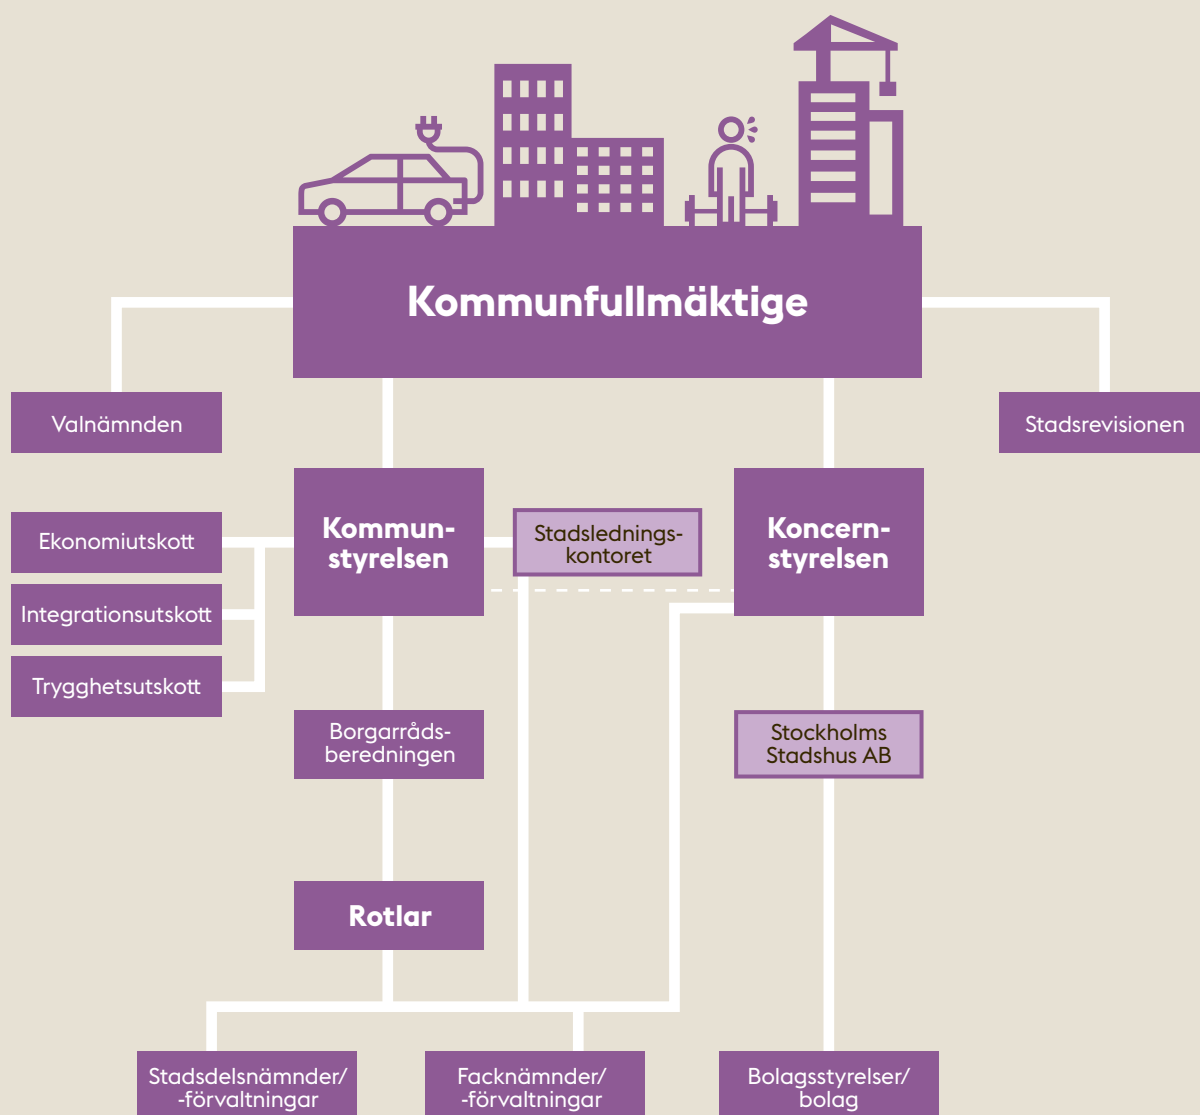 Kommunfullmäktige
Valnämnden
Stadsrevisionen
Kommun-
styrelsen
Stadslednings-
kontoret
Koncern-
styrelsen
Ekonomiutskott
Integrationsutskott
Trygghetsutskott
Borgarråds-
beredningen
Stockholms
Stadshus AB
Rotlar
Stadsdelsnämnder/
-förvaltningar
Facknämnder/
-förvaltningar
Bolagsstyrelser/
bolag